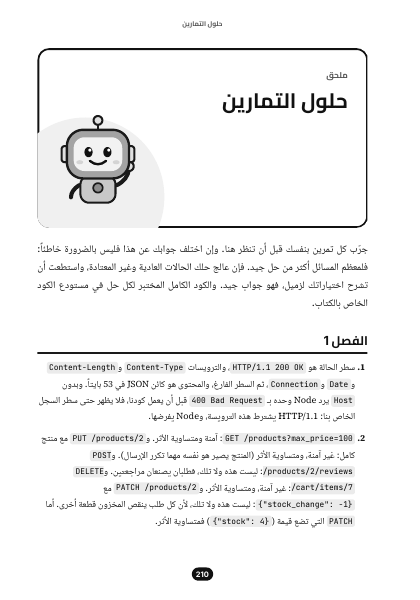 حلول التمارين
ملحق
حلول التمارين
جرّب كل تمرين بنفسك قبل أن تنظر هنا. وإن اختلف جوابك عن هذا فليس بالضرورة خاطئًا:
فلمعظم المسائل أكثر من حل جيد. فإن عالج حلك الحالات العادية وغير المعتادة، واستطعت أن
تشرح اختياراتك لزميل، فهو جواب جيد. والكود الكامل المختبر لكل حل في مستودع الكود
الخاص بالكتاب.
الفصل 1
1. سطر الحالة هو HTTP/1.1 200 OK، والترويسات Content-Type و Content-Length
و Date و Connection، ثم السطر الفارغ، والمحتوى هو كائن JSON في 53 بايتًا. وبدون
Host يرد Node وحده بـ 400 Bad Request قبل أن يعمل كودنا، فلا يظهر حتى سطر السجل
الخاص بنا: HTTP/1.1 يشترط هذه الترويسة، وNode يفرضها.
2. GET /products?max_price=100: آمنة ومتساوية الأثر. و PUT /products/2 مع منتج
كامل: غير آمنة، ومتساوية الأثر (المنتج يصير هو نفسه مهما تكرر الإرسال). وPOST
/products/2/reviews: ليست هذه ولا تلك، فطلبان يصنعان مراجعتين. وDELETE
/cart/items/7: غير آمنة، ومتساوية الأثر. و PATCH /products/2 مع
{"stock_change": -1}: ليست هذه ولا تلك، لأن كل طلب ينقص المخزون قطعة أخرى. أما
PATCH التي تضع قيمة ({"stock": 4}) فمتساوية الأثر.
210